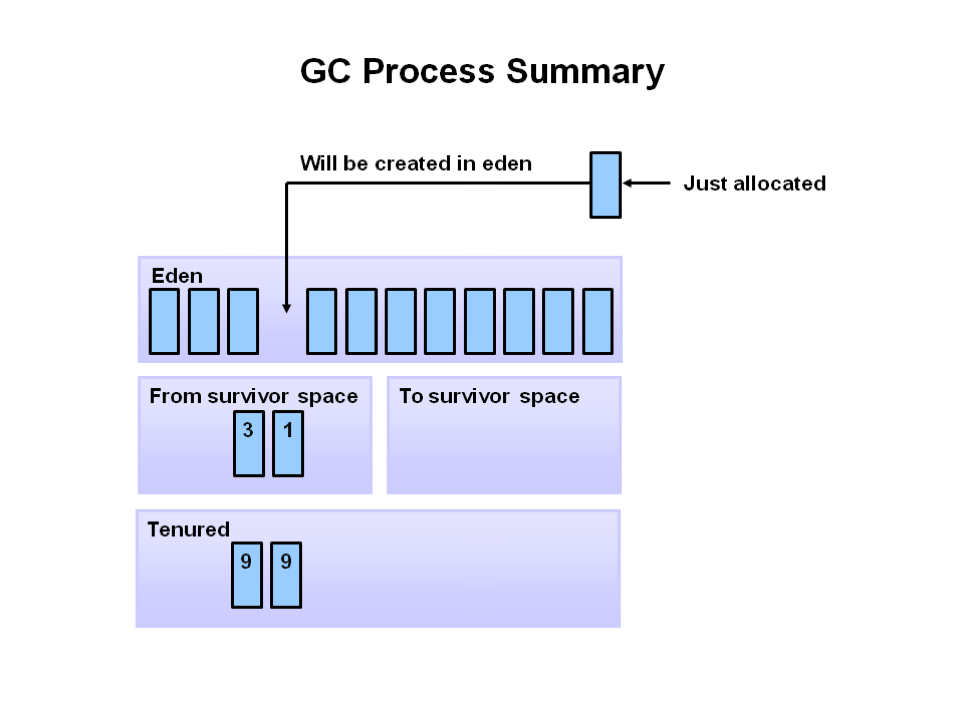 GC Process Summary
Will be created in eden
Just allocated
Eden
From survivor space
To survivor space
3 1
Tenured
9 9